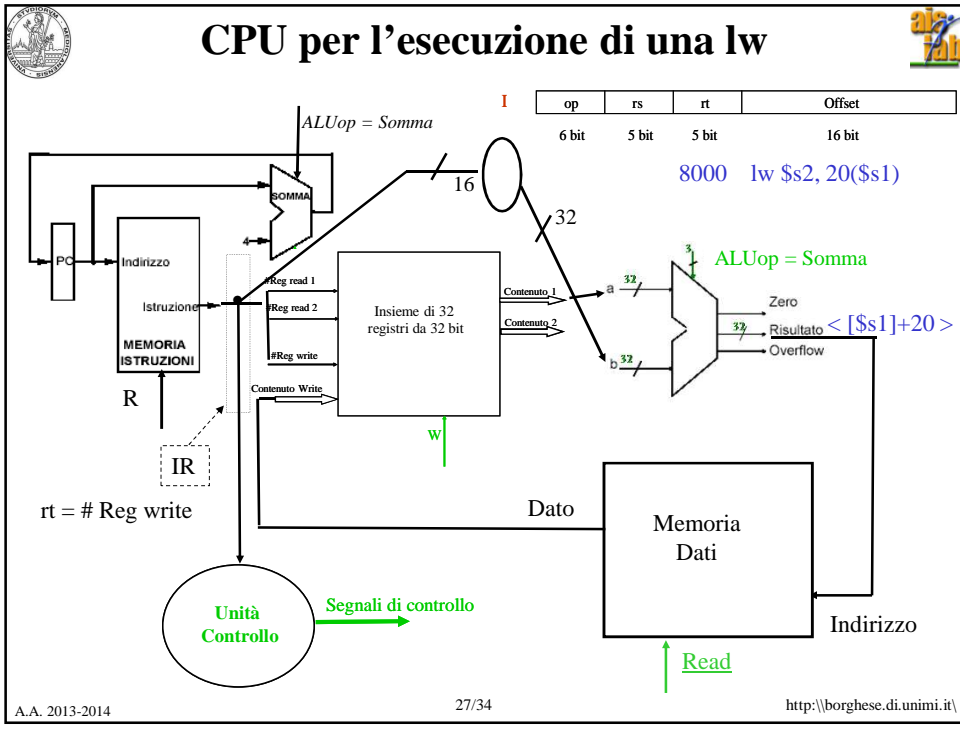 CPU per l'esecuzione di una lw
I
op rs rt Offset
6 bit 5 bit 5 bit 16 bit
8000 lw $s2, 20($s1)
ALUop = Somma
SOMMA
4
16
32
PC
Indirizzo
Istruzione
MEMORIA
ISTRUZIONI
R
IR
rt = # Reg write
#Reg read 1
#Reg read 2
#Reg write
Contenuto Write
Insieme di 32
registri da 32 bit
Contenuto 1
Contenuto 2
W
3
ALUop = Somma
a 32
b 32
Zero
32 Risultato < [$s1]+20 >
Overflow
Dato
Memoria
Dati
Indirizzo
Read
Unità
Controllo
Segnali di controllo
A.A. 2013-2014
27/34
http:\\borghese.di.unimi.it\